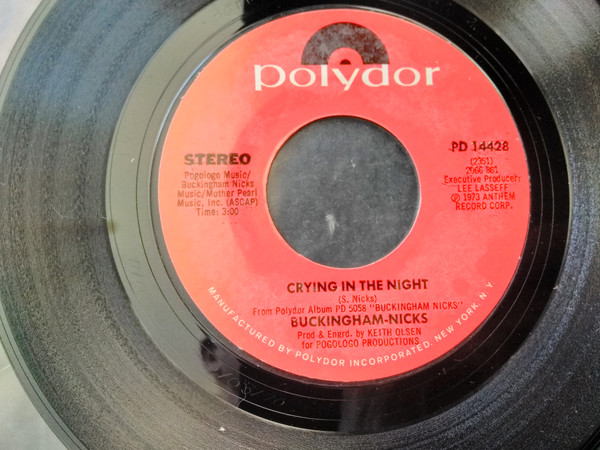 polydor
STEREO
Pogologo Music/
Buckingham Nicks
Music/Mother Pearl
Music, Inc. (ASCAP)
Time: 3:00
PD 14428
(2351)
2066 381
Executive Producer:
LEE LASSEFF
Ⓟ 1973 ANTHEM
RECORD CORP.
CRYING IN THE NIGHT
(S. Nicks)
From Polydor Album PD 5058 "BUCKINGHAM NICKS"
BUCKINGHAM-NICKS
Prod & Engrd. by KEITH OLSEN
for POGOLOGO PRODUCTIONS
MANUFACTURED BY POLYDOR INCORPORATED, NEW YORK, N.Y.